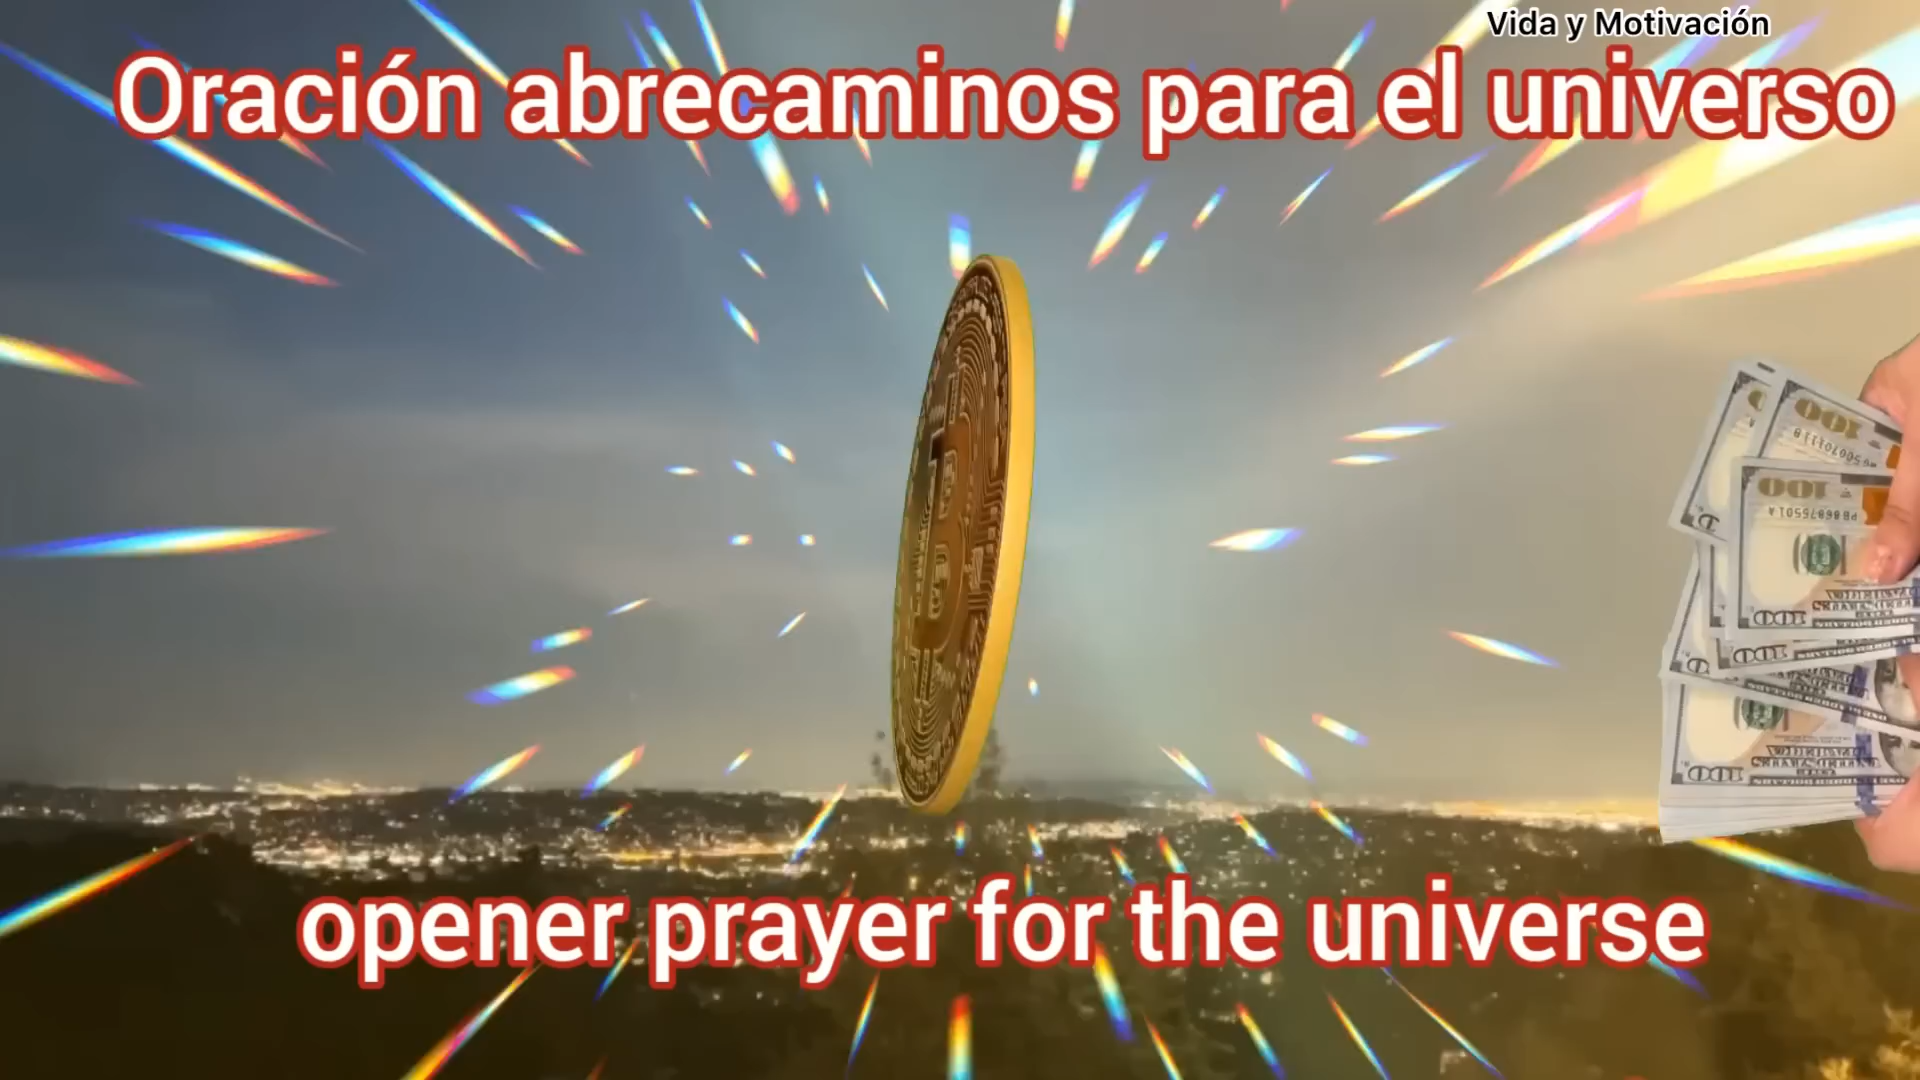 Vida y Motivación
Oración abrecaminos para el universo
opener prayer for the universe